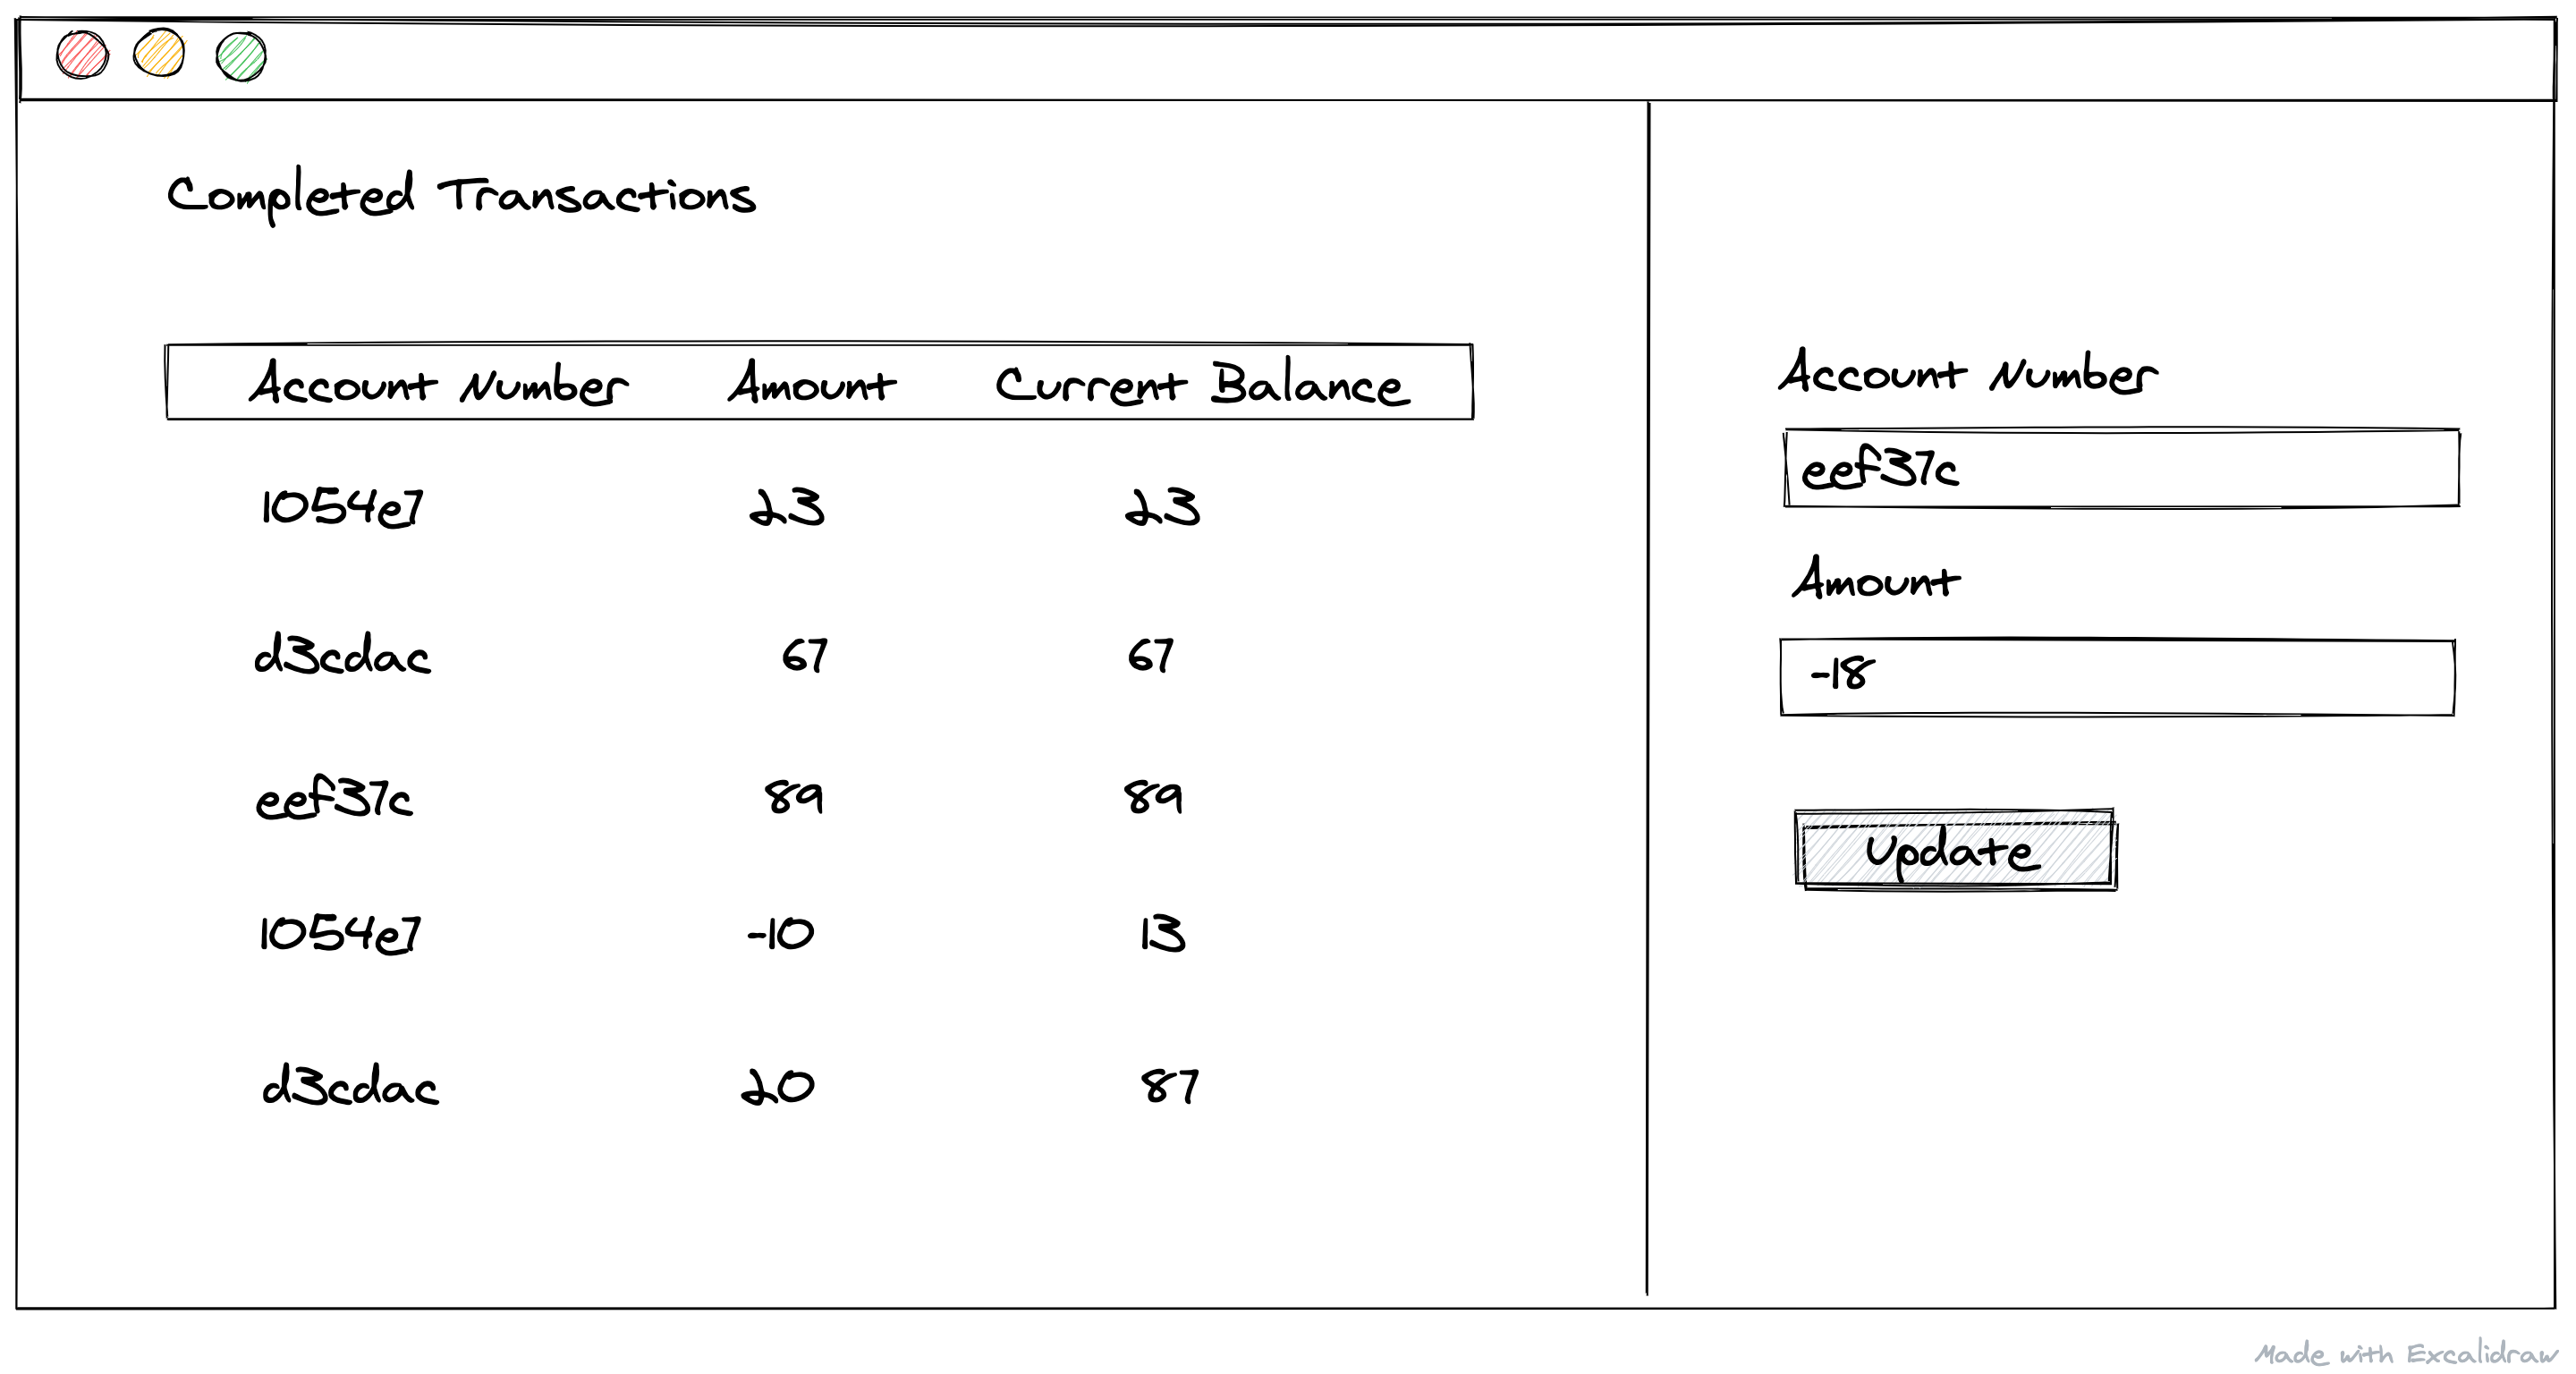 Completed Transactions
Account Number Amount Current Balance
1054e7 23 23
d3cdac 67 67
eef37c 89 89
1054e7 -10 13
d3cdac 20 87
Account Number
eef37c
Amount
-18
Update
Made with Excalidraw